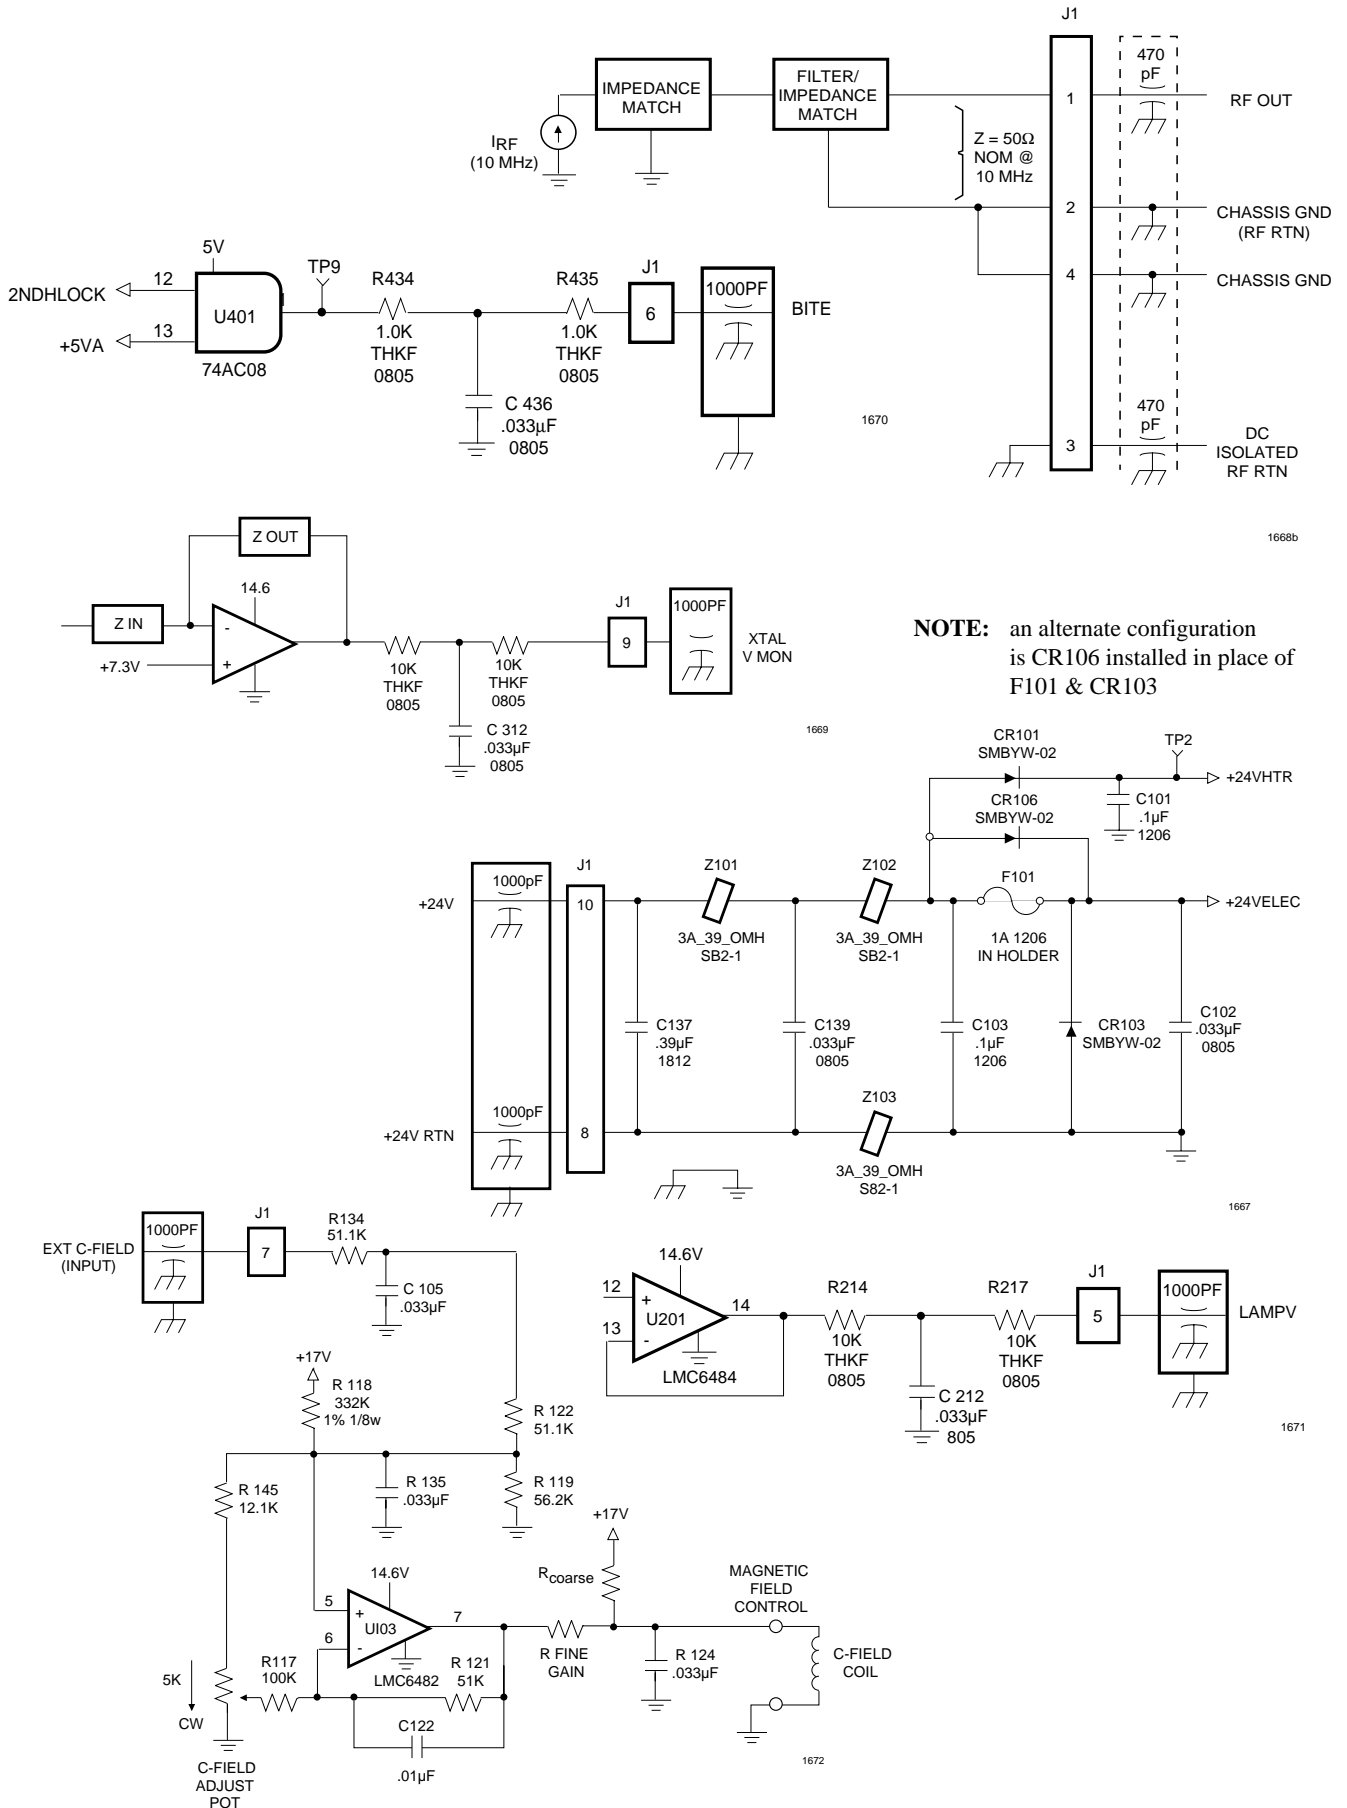 J1
470
pF
IMPEDANCE
MATCH
FILTER/
IMPEDANCE
MATCH
1
RF OUT
IRF
(10 MHz)
Z = 50Ω
NOM @
10 MHz
2
CHASSIS GND
(RF RTN)
4
CHASSIS GND
470
pF
3
DC
ISOLATED
RF RTN
1668b
5V
2NDHLOCK
12
+5VA
13
U401
74AC08
TP9
R434
1.0K
THKF
0805
C 436
.033µF
0805
R435
1.0K
THKF
0805
J1
6
1000PF
BITE
1670
Z OUT
Z IN
14.6
-
+7.3V
+
10K
THKF
0805
C 312
.033µF
0805
10K
THKF
0805
J1
9
1000PF
XTAL
V MON
1669
NOTE: an alternate configuration
is CR106 installed in place of
F101 & CR103
CR101
SMBYW-02
TP2
+24VHTR
C101
.1µF
1206
CR106
SMBYW-02
F101
1A 1206
IN HOLDER
+24VELEC
+24V
1000pF
J1
10
Z101
3A_39_OMH
SB2-1
Z102
3A_39_OMH
SB2-1
C137
.39µF
1812
C139
.033µF
0805
C103
.1µF
1206
CR103
SMBYW-02
C102
.033µF
0805
+24V RTN
1000pF
8
Z103
3A_39_OMH
S82-1
1667
EXT C-FIELD
(INPUT)
1000PF
J1
7
R134
51.1K
C 105
.033µF
+17V
R 118
332K
1% 1/8w
R 122
51.1K
R 145
12.1K
R 135
.033µF
R 119
56.2K
14.6V
5
+
6
-
UI03
7
LMC6482
5K
CW
C-FIELD
ADJUST
POT
R117
100K
R 121
51K
C122
.01µF
R FINE
GAIN
+17V
Rcoarse
R 124
.033µF
MAGNETIC
FIELD
CONTROL
C-FIELD
COIL
1672
14.6V
12
+
13
-
U201
14
LMC6484
R214
10K
THKF
0805
C 212
.033µF
805
R217
10K
THKF
0805
J1
5
1000PF
LAMPV
1671